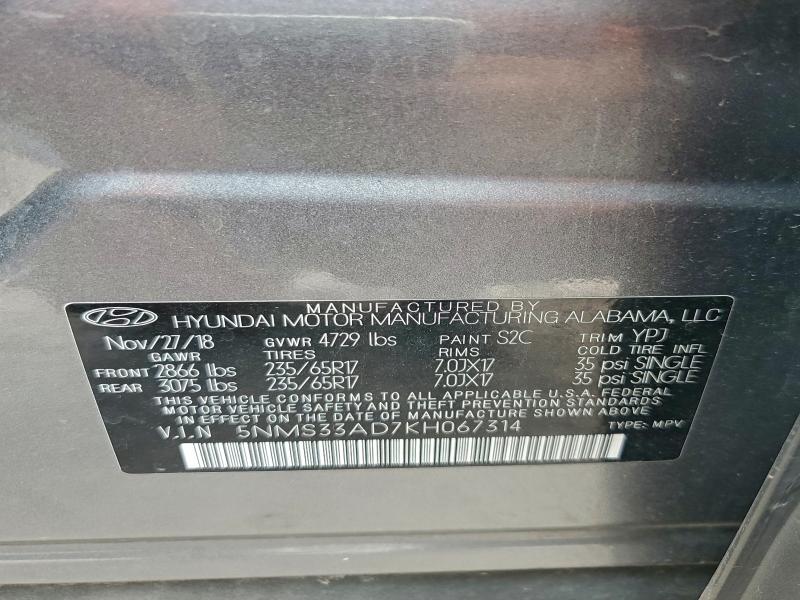 MANUFACTURED BY
HYUNDAI MOTOR MANUFACTURING ALABAMA, LLC
Nov/27/18 GVWR 4729 lbs PAINT S2C TRIM YPJ
GAWR TIRES RIMS COLD TIRE INFL
FRONT 2866 lbs 235/65R17 7.0JX17 35 psi SINGLE
REAR 3075 lbs 235/65R17 7.0JX17 35 psi SINGLE
THIS VEHICLE CONFORMS TO ALL APPLICABLE U.S.A. FEDERAL
MOTOR VEHICLE SAFETY AND THEFT PREVENTION STANDARDS
IN EFFECT ON THE DATE OF MANUFACTURE SHOWN ABOVE.
V.I.N 5NMS33AD7KH067314 TYPE: MPV